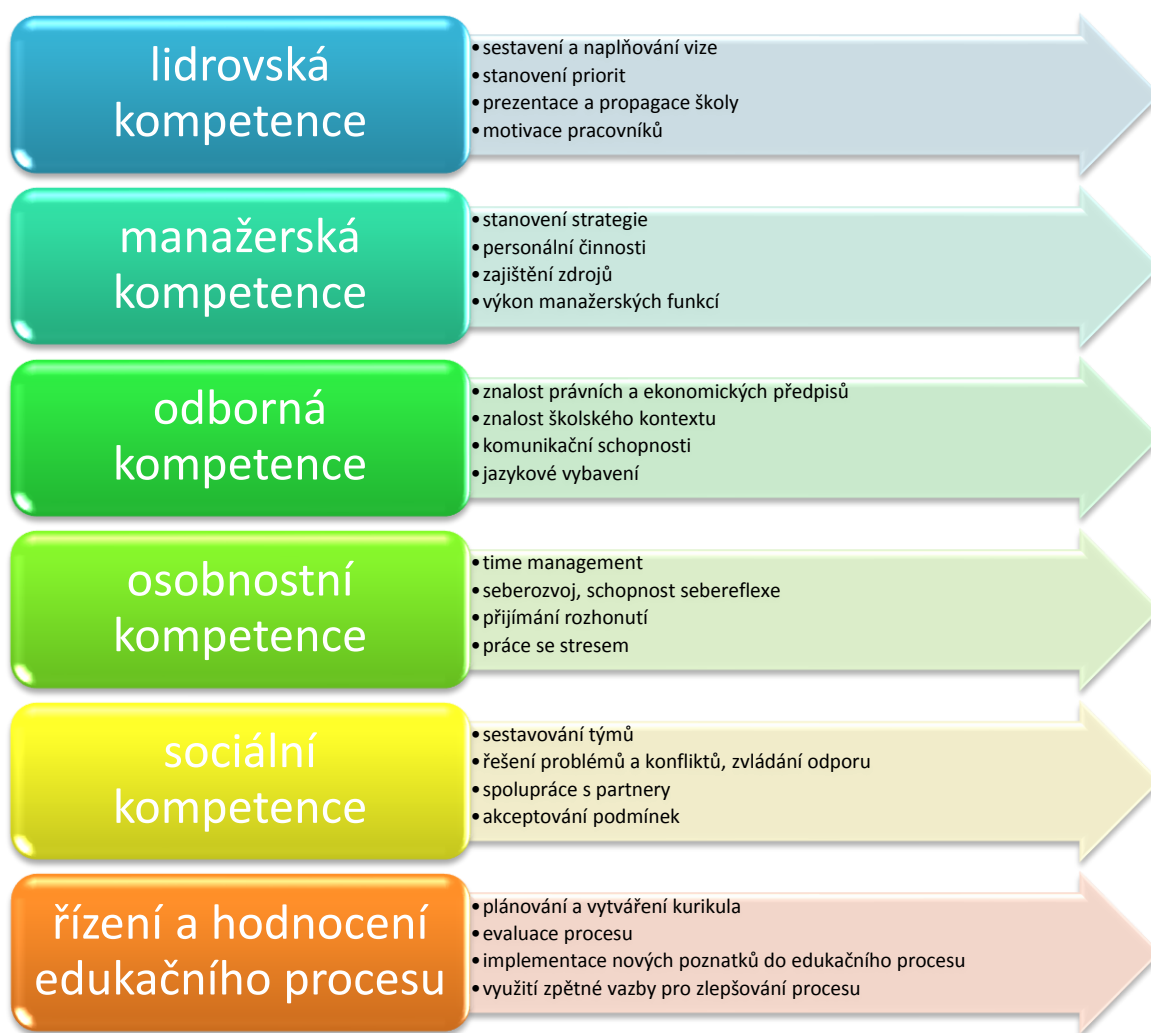 lidrovská
kompetence
•sestavení a naplňování vize
•stanovení priorit
•prezentace a propagace školy
•motivace pracovníků
manažerská
kompetence
•stanovení strategie
•personální činnosti
•zajištění zdrojů
•výkon manažerských funkcí
odborná
kompetence
•znalost právních a ekonomických předpisů
•znalost školského kontextu
•komunikační schopnosti
•jazykové vybavení
osobnostní
kompetence
•time management
•seberozvoj, schopnost sebereflexe
•přijímání rozhonutí
•práce se stresem
sociální
kompetence
•sestavování týmů
•řešení problémů a konfliktů, zvládání odporu
•spolupráce s partnery
•akceptování podmínek
řízení a hodnocení
edukačního procesu
•plánování a vytváření kurikula
•evaluace procesu
•implementace nových poznatků do edukačního procesu
•využití zpětné vazby pro zlepšování procesu